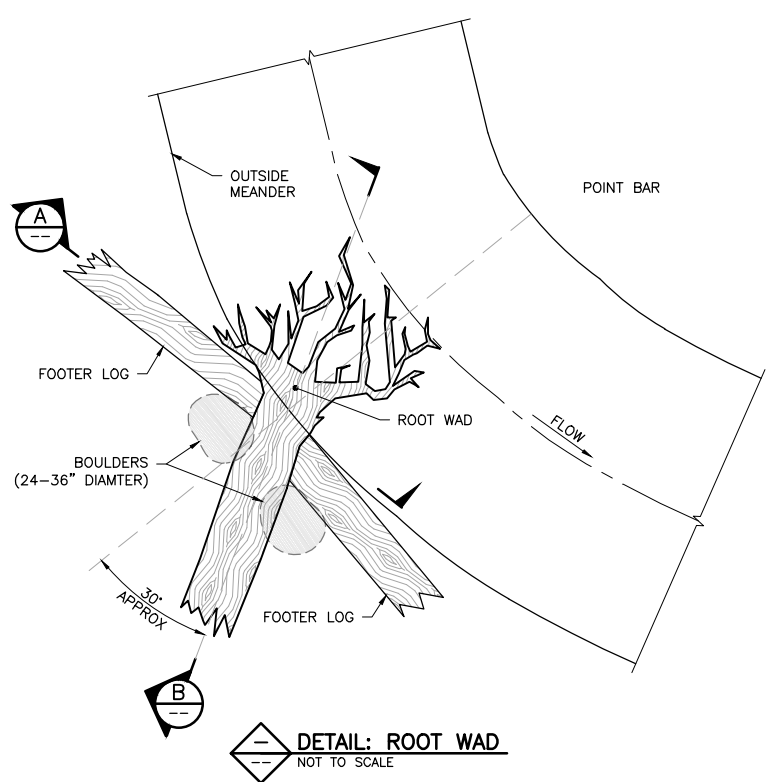 OUTSIDE
MEANDER
POINT BAR
A
--
FOOTER LOG
ROOT WAD
FLOW
BOULDERS
(24-36" DIAMTER)
30°
APPROX
FOOTER LOG
B
--
-
--
DETAIL: ROOT WAD
NOT TO SCALE